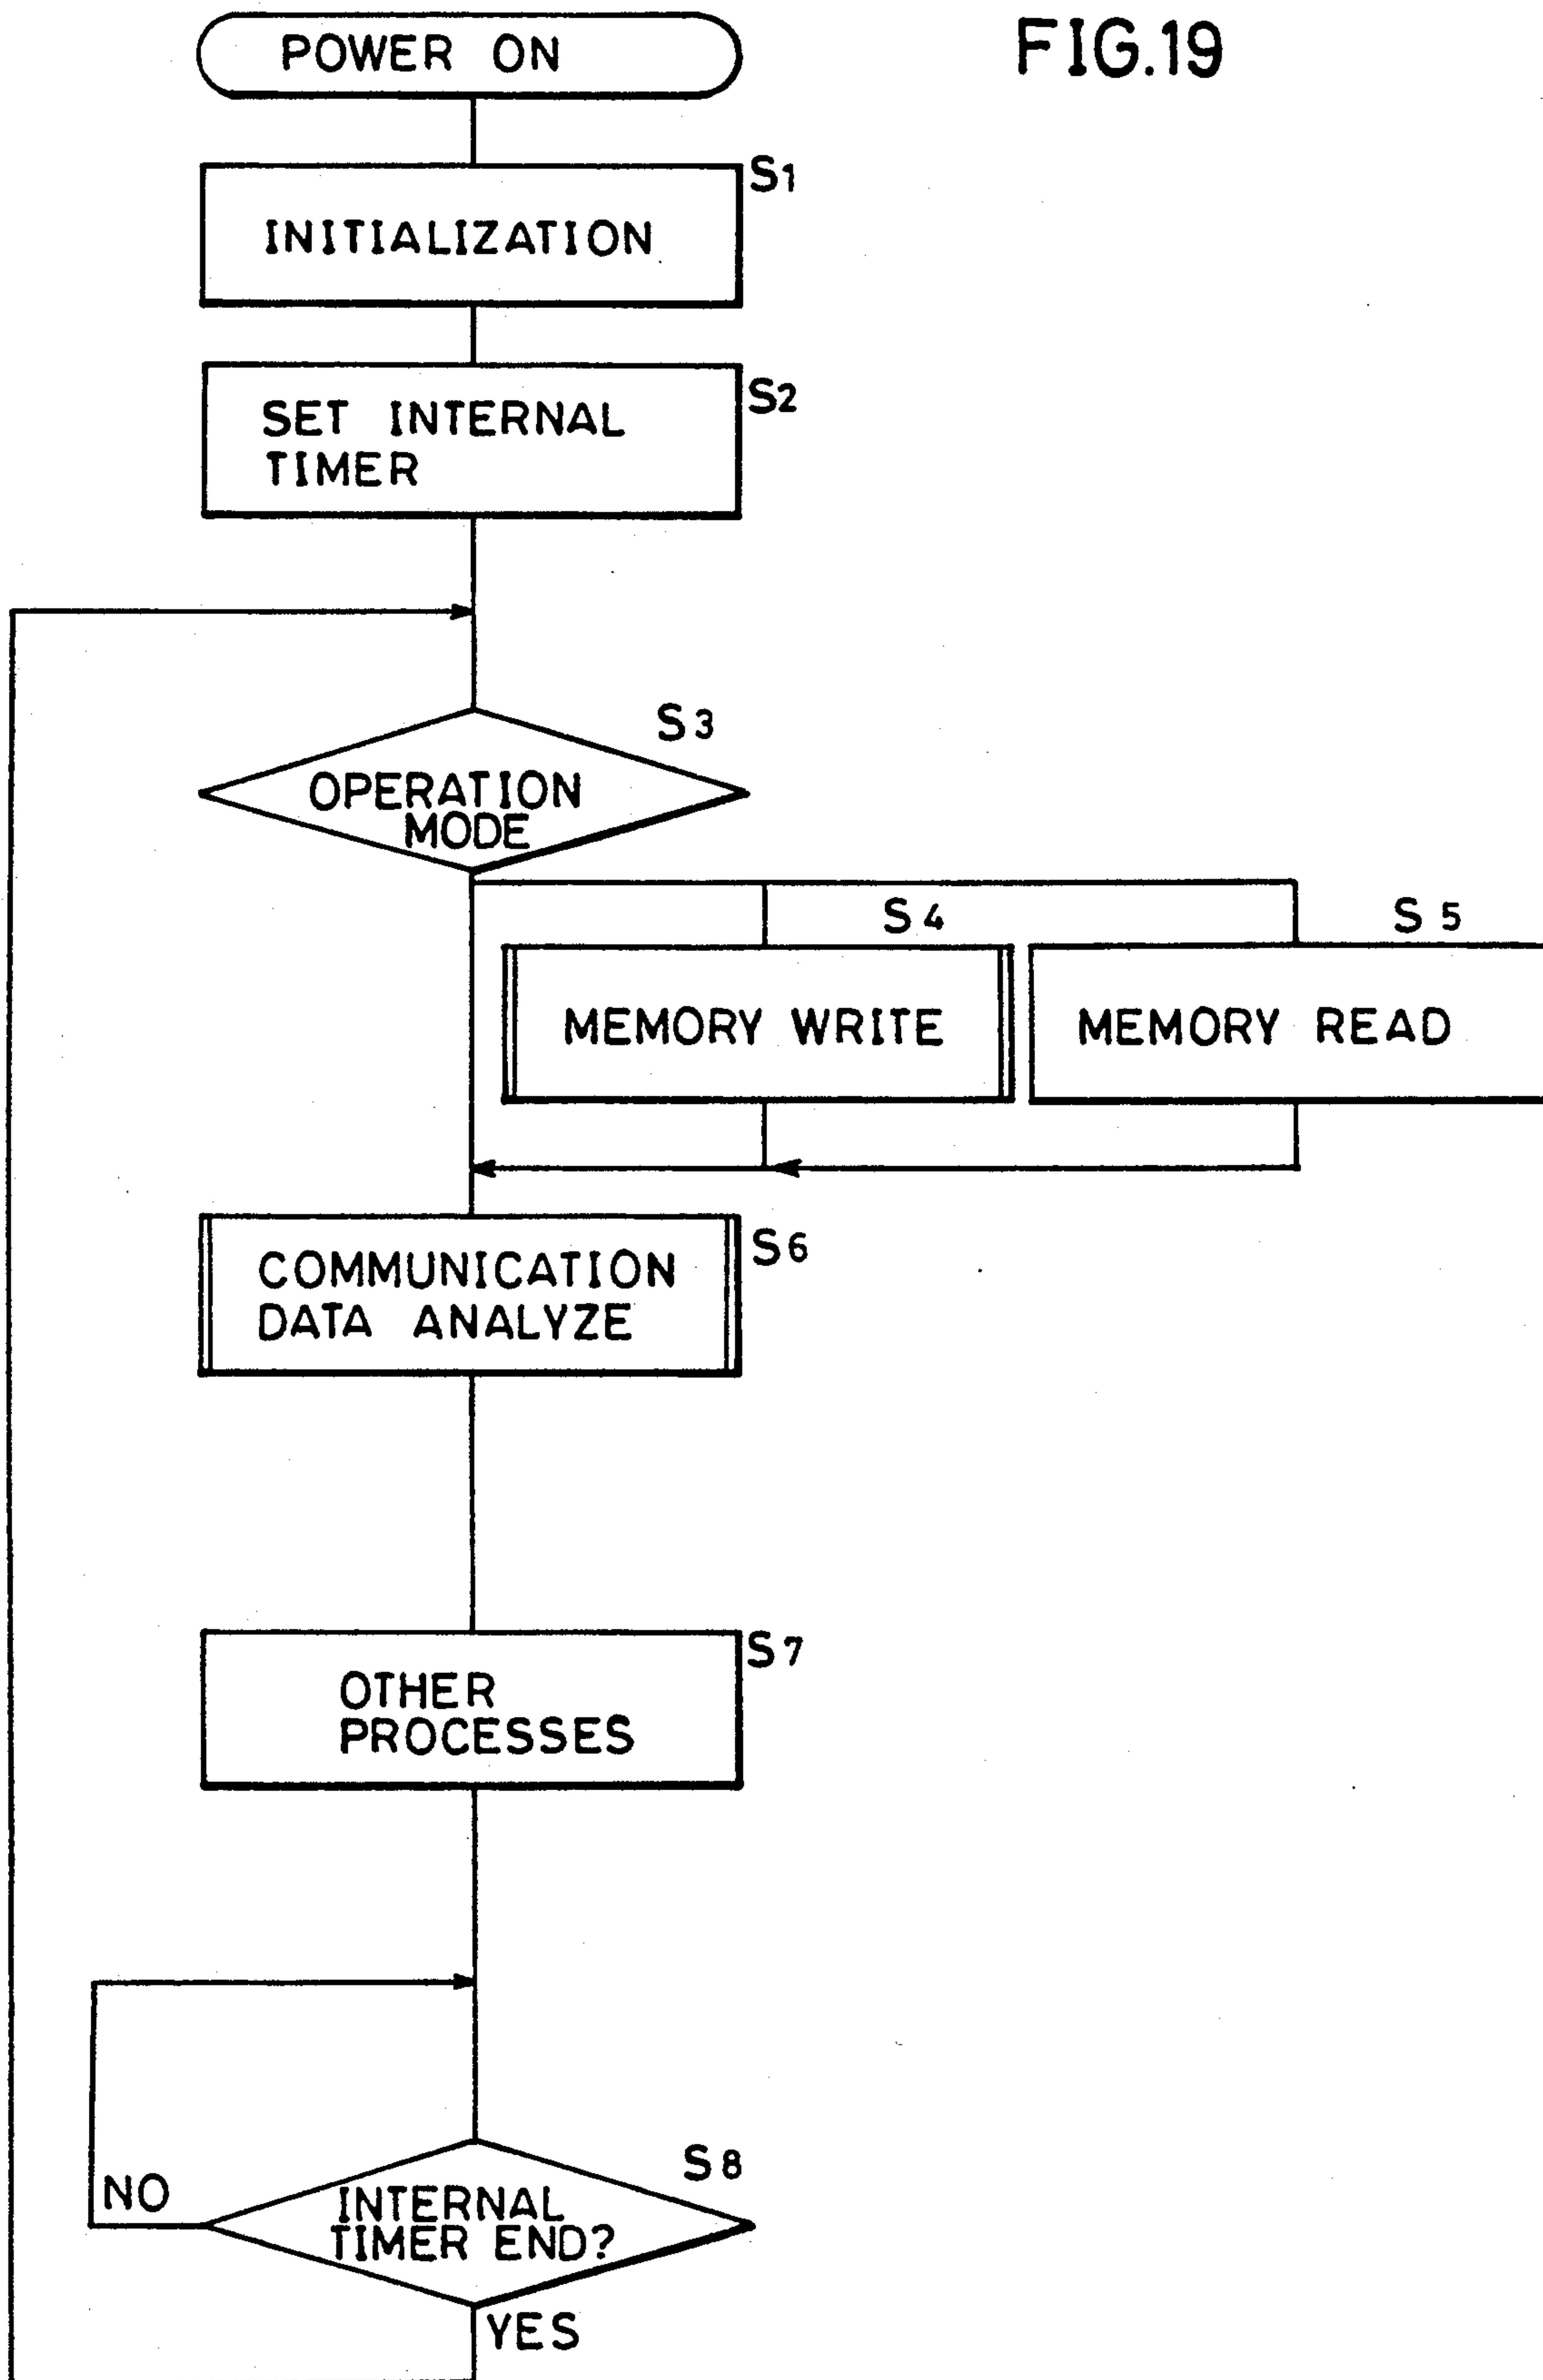 POWER ON
FIG.19
S1
INITIALIZATION
S2
SET INTERNAL
TIMER
S3
OPERATION
MODE
S4
S5
MEMORY WRITE
MEMORY READ
S6
COMMUNICATION
DATA ANALYZE
S7
OTHER
PROCESSES
S8
NO
INTERNAL
TIMER END?
YES